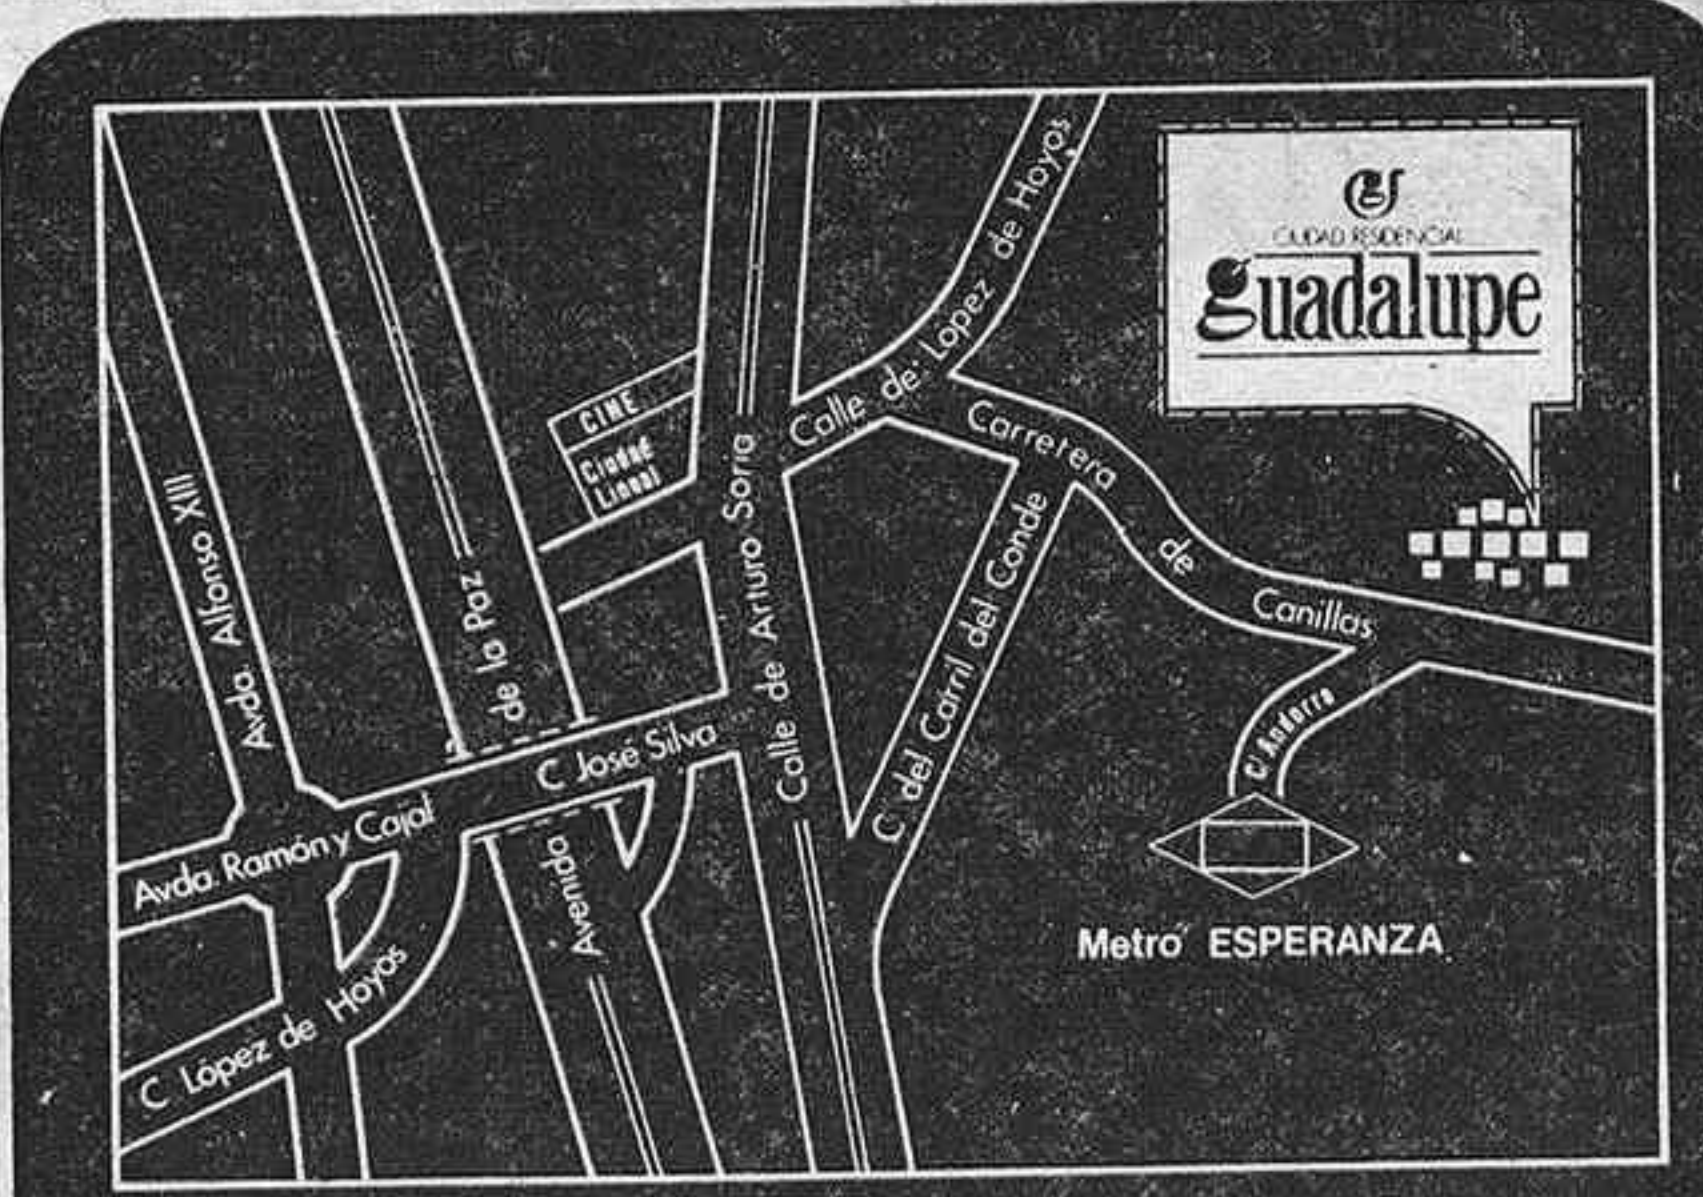 CIUDAD RESIDENCIAL
guadalupe
Calle de López de Hoyos
CINE
Ciudad
Lineal
Carretera de Canillas
Avda. Alfonso XIII
de la Paz
Calle de Arturo Soria
C. del Carril del Conde
C/ Andorra
C José Silva
Avda. Ramón y Cajal
Avenida
Metro ESPERANZA
C López de Hoyos